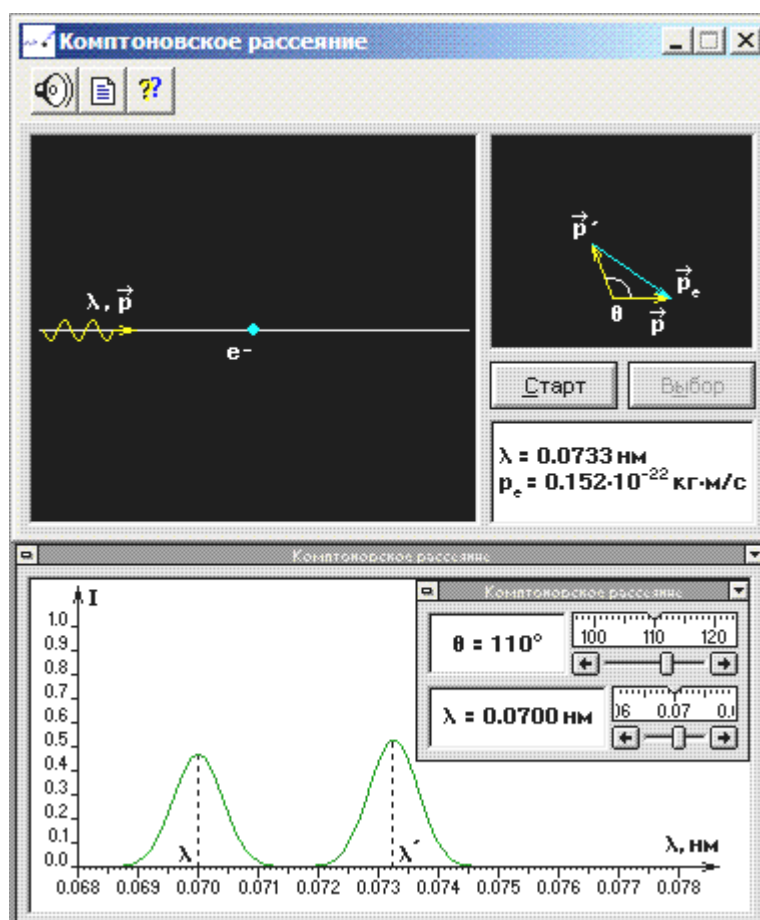 Комптоновское рассеяние
??
λ, p⃗
e-
p⃗´
p⃗e
θ
p⃗
Старт
Выбор
λ = 0.0733 нм
pe = 0.152·10⁻²² кг·м/с
Комптоновское рассеяние
I
1.0
0.9
0.8
0.7
0.6
0.5
0.4
0.3
0.2
0.1
0.0
λ
λ´
λ, нм
0.068 0.069 0.070 0.071 0.072 0.073 0.074 0.075 0.076 0.077 0.078
Комптоновское рассеяние
θ = 110°
100 110 120
λ = 0.0700 нм
06 0.07 0.0